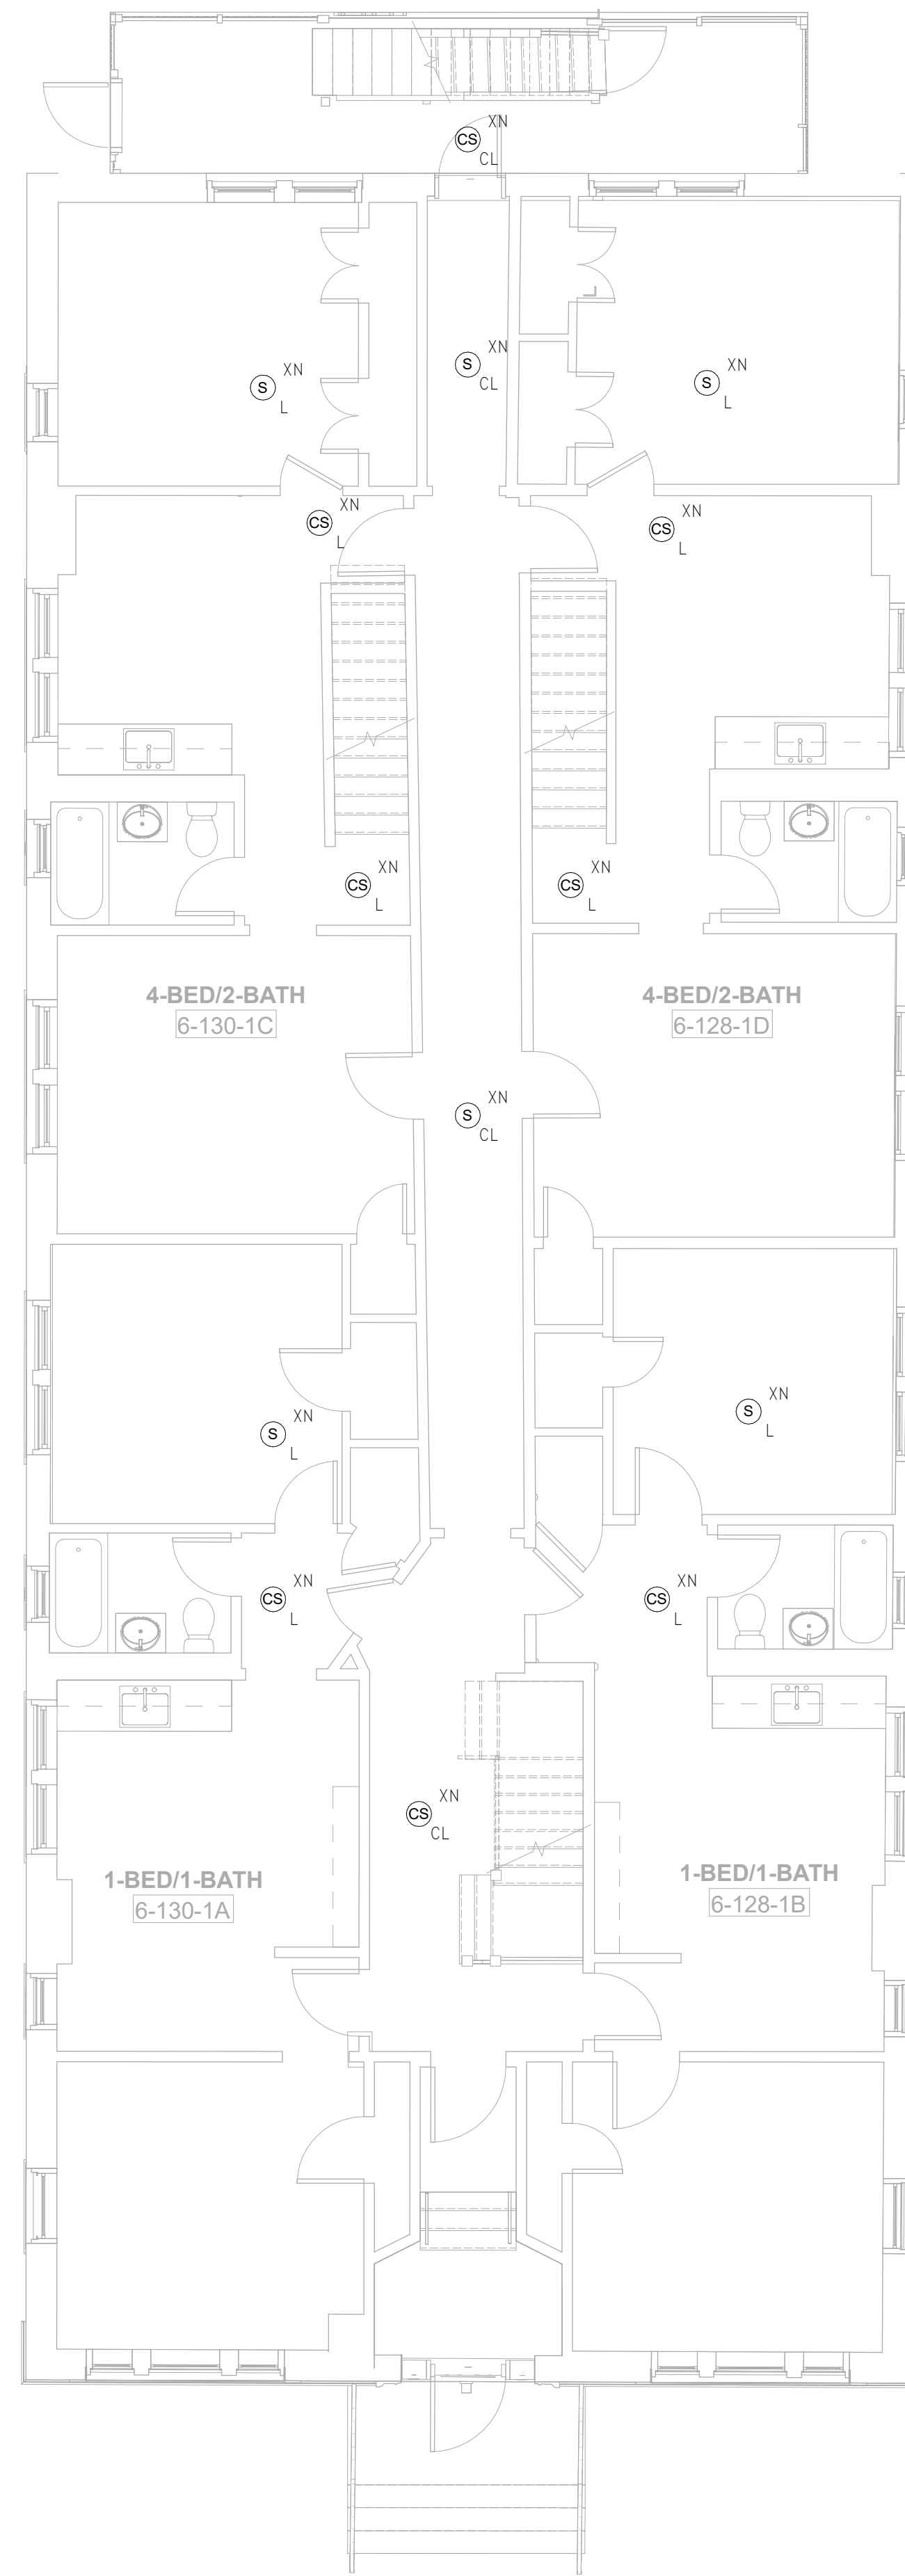 XN
CS
CL
XN
S
CL
XN
S
L
XN
S
L
XN
CS
L
XN
CS
L
XN
CS
L
XN
CS
L
4-BED/2-BATH
6-130-1C
4-BED/2-BATH
6-128-1D
XN
S
CL
XN
S
L
XN
S
L
XN
CS
L
XN
CS
L
XN
CS
CL
1-BED/1-BATH
6-130-1A
1-BED/1-BATH
6-128-1B